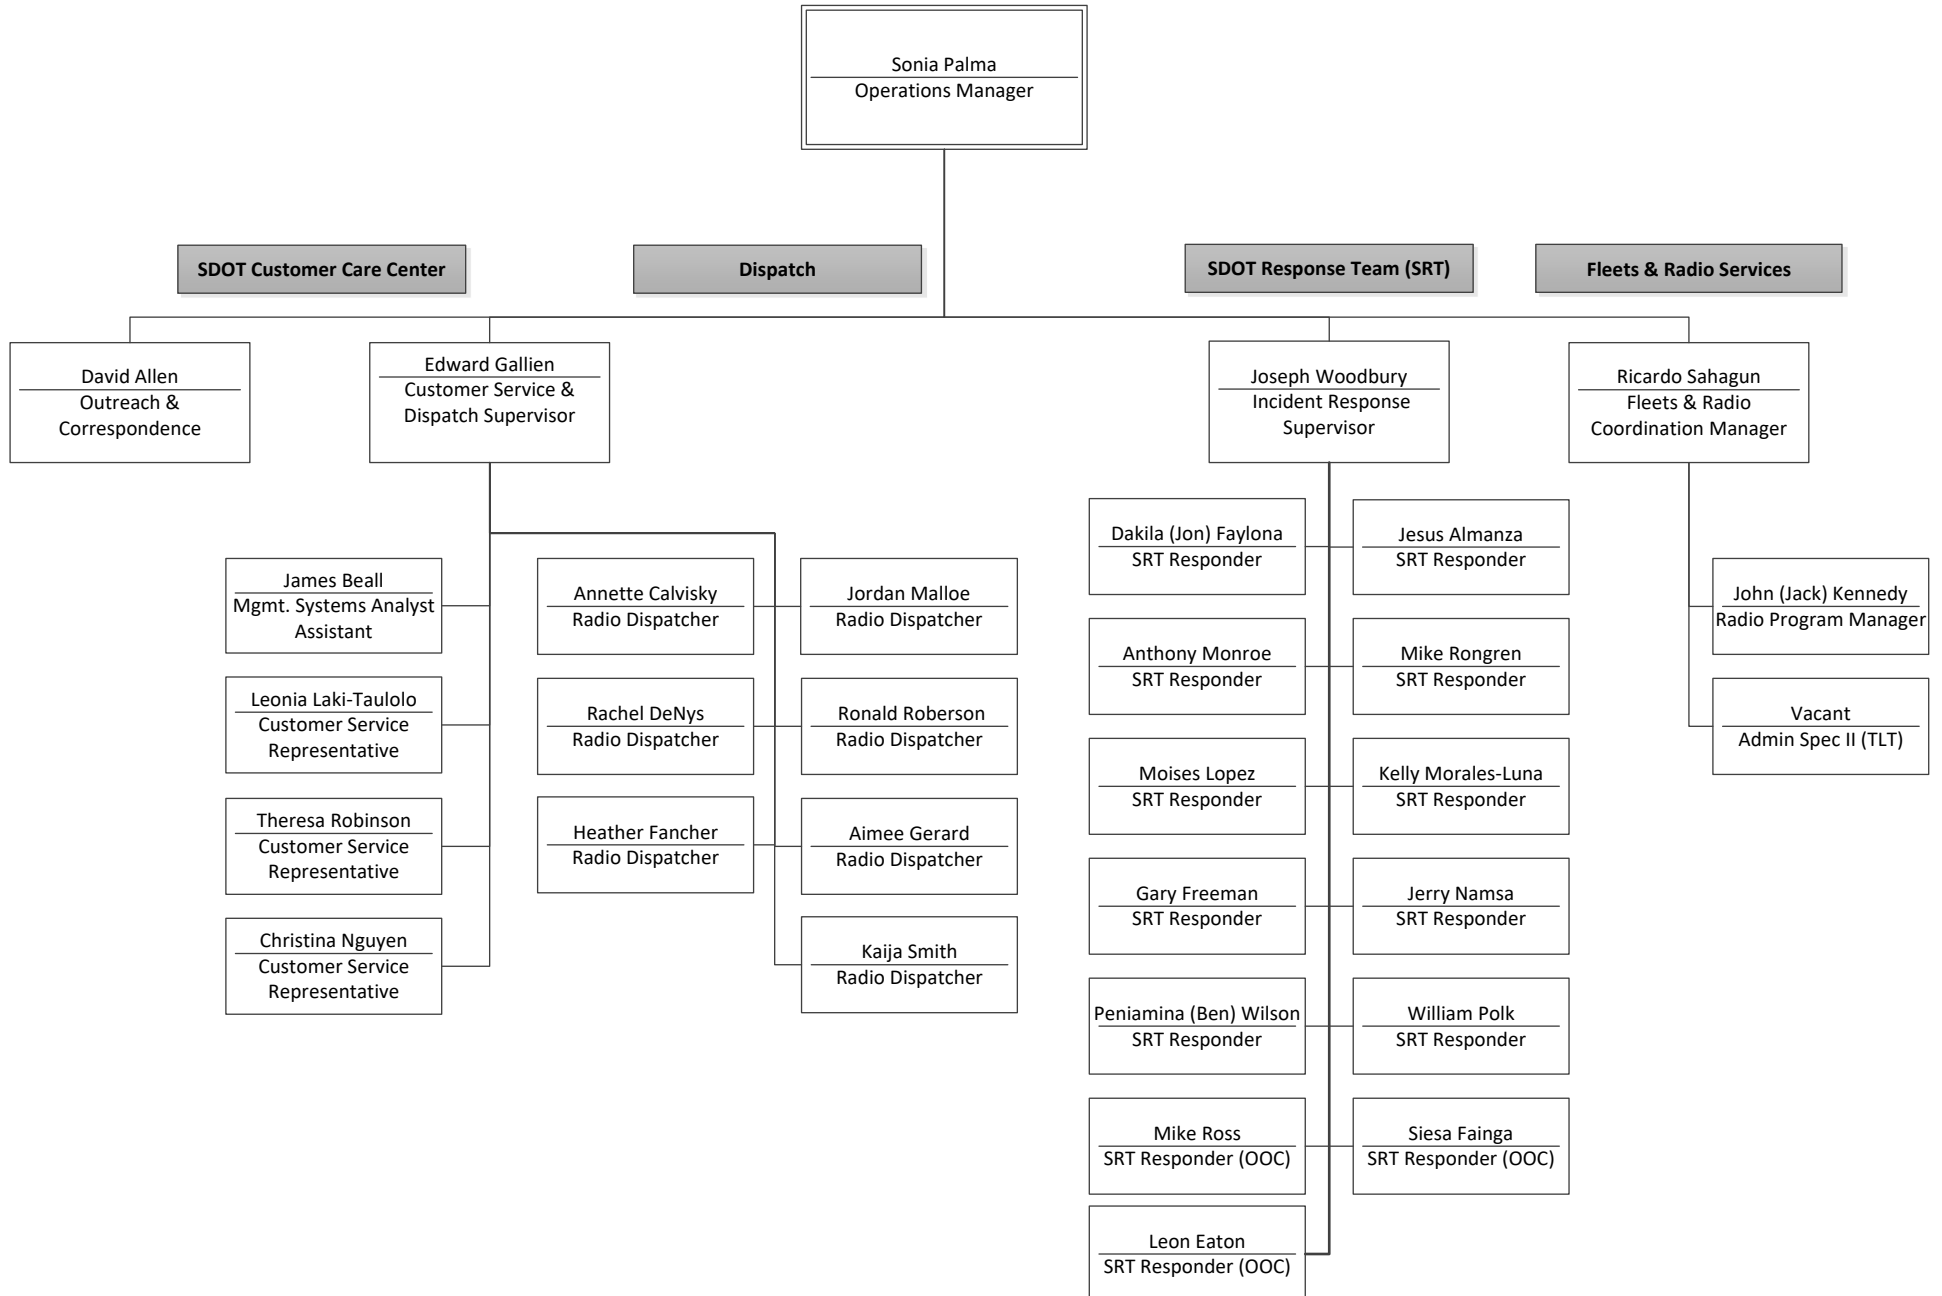 Sonia Palma
Operations Manager
SDOT Customer Care Center
Dispatch
SDOT Response Team (SRT)
Fleets & Radio Services
David Allen
Outreach &
Correspondence
Edward Gallien
Customer Service &
Dispatch Supervisor
Joseph Woodbury
Incident Response
Supervisor
Ricardo Sahagun
Fleets & Radio
Coordination Manager
James Beall
Mgmt. Systems Analyst
Assistant
Leonia Laki-Taulolo
Customer Service
Representative
Theresa Robinson
Customer Service
Representative
Christina Nguyen
Customer Service
Representative
Annette Calvisky
Radio Dispatcher
Jordan Malloe
Radio Dispatcher
Rachel DeNys
Radio Dispatcher
Ronald Roberson
Radio Dispatcher
Heather Fancher
Radio Dispatcher
Aimee Gerard
Radio Dispatcher
Kaija Smith
Radio Dispatcher
Dakila (Jon) Faylona
SRT Responder
Jesus Almanza
SRT Responder
Anthony Monroe
SRT Responder
Mike Rongren
SRT Responder
Moises Lopez
SRT Responder
Kelly Morales-Luna
SRT Responder
Gary Freeman
SRT Responder
Jerry Namsa
SRT Responder
Peniamina (Ben) Wilson
SRT Responder
William Polk
SRT Responder
Mike Ross
SRT Responder (OOC)
Siesa Fainga
SRT Responder (OOC)
Leon Eaton
SRT Responder (OOC)
John (Jack) Kennedy
Radio Program Manager
Vacant
Admin Spec II (TLT)